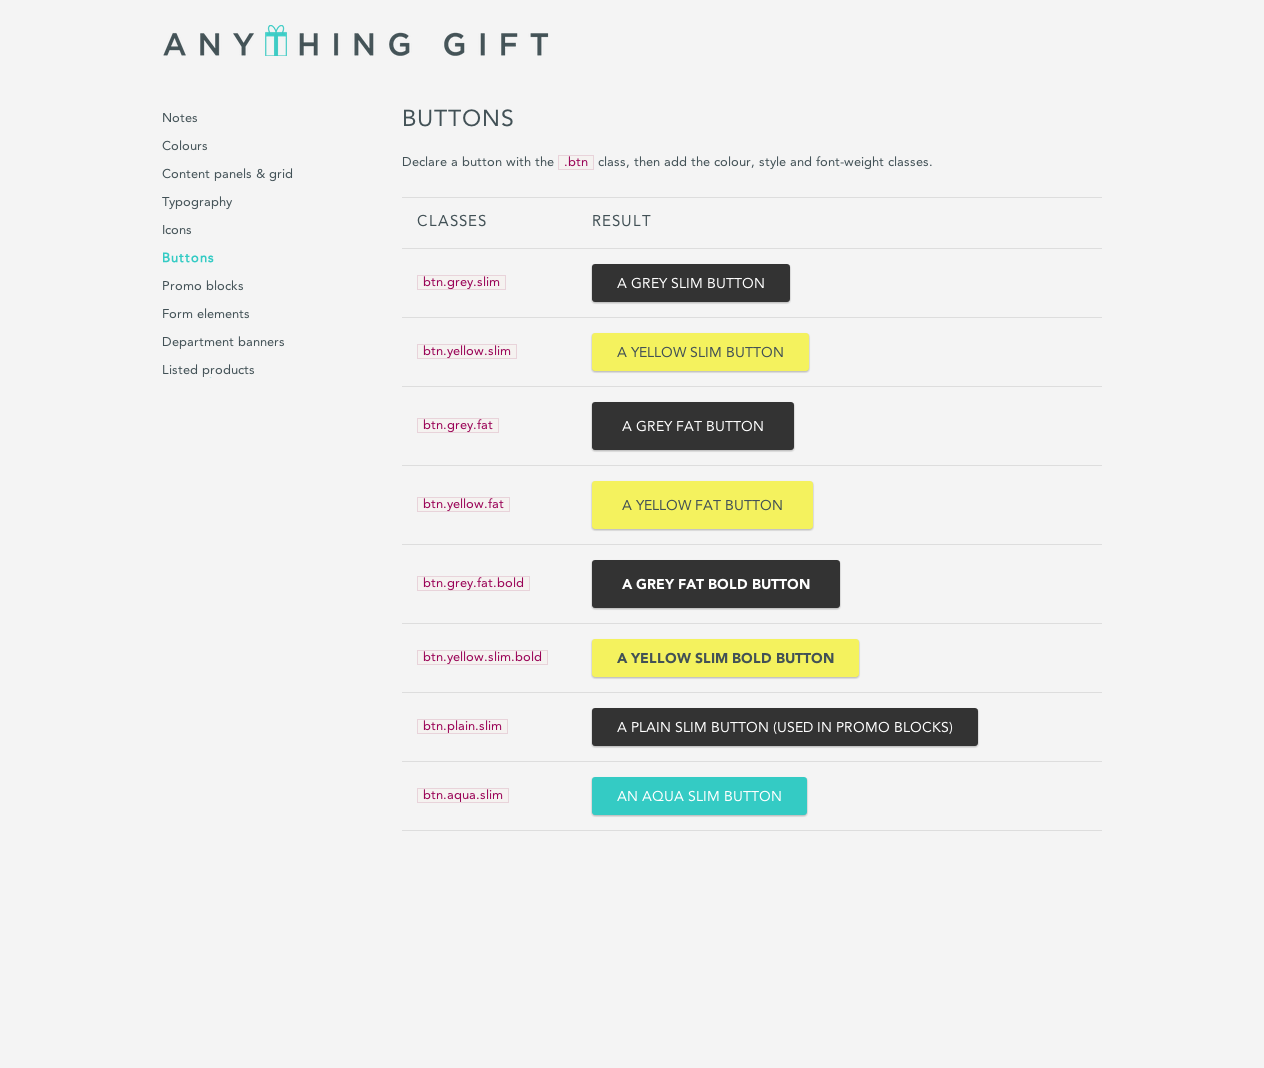 ANYTHING GIFT
Notes
Colours
Content panels & grid
Typography
Icons
Buttons
Promo blocks
Form elements
Department banners
Listed products
BUTTONS
Declare a button with the .btn class, then add the colour, style and font-weight classes.
CLASSES RESULT
btn.grey.slim A GREY SLIM BUTTON
btn.yellow.slim A YELLOW SLIM BUTTON
btn.grey.fat A GREY FAT BUTTON
btn.yellow.fat A YELLOW FAT BUTTON
btn.grey.fat.bold A GREY FAT BOLD BUTTON
btn.yellow.slim.bold A YELLOW SLIM BOLD BUTTON
btn.plain.slim A PLAIN SLIM BUTTON (USED IN PROMO BLOCKS)
btn.aqua.slim AN AQUA SLIM BUTTON